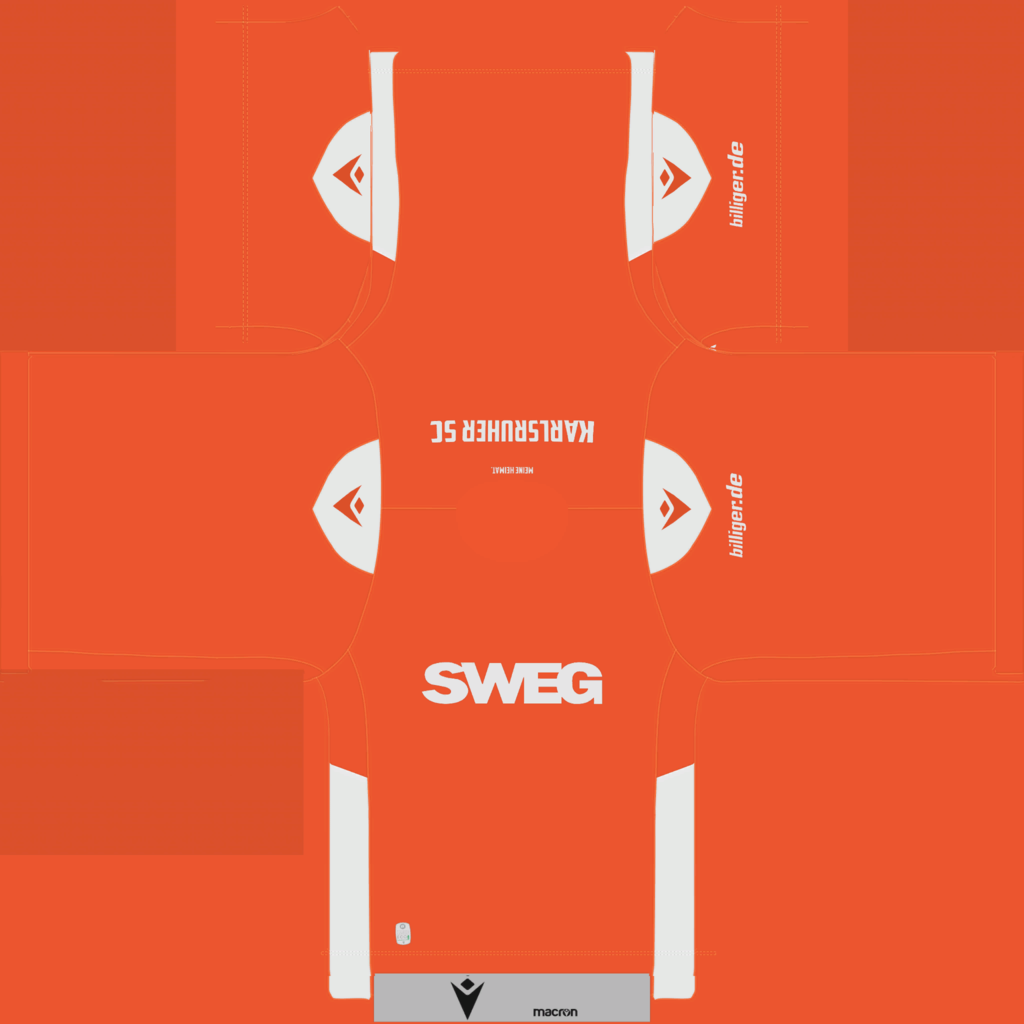 billiger.de
KARLSRUHER SC
MEINE HEIMAT.
billiger.de
SWEG
macron